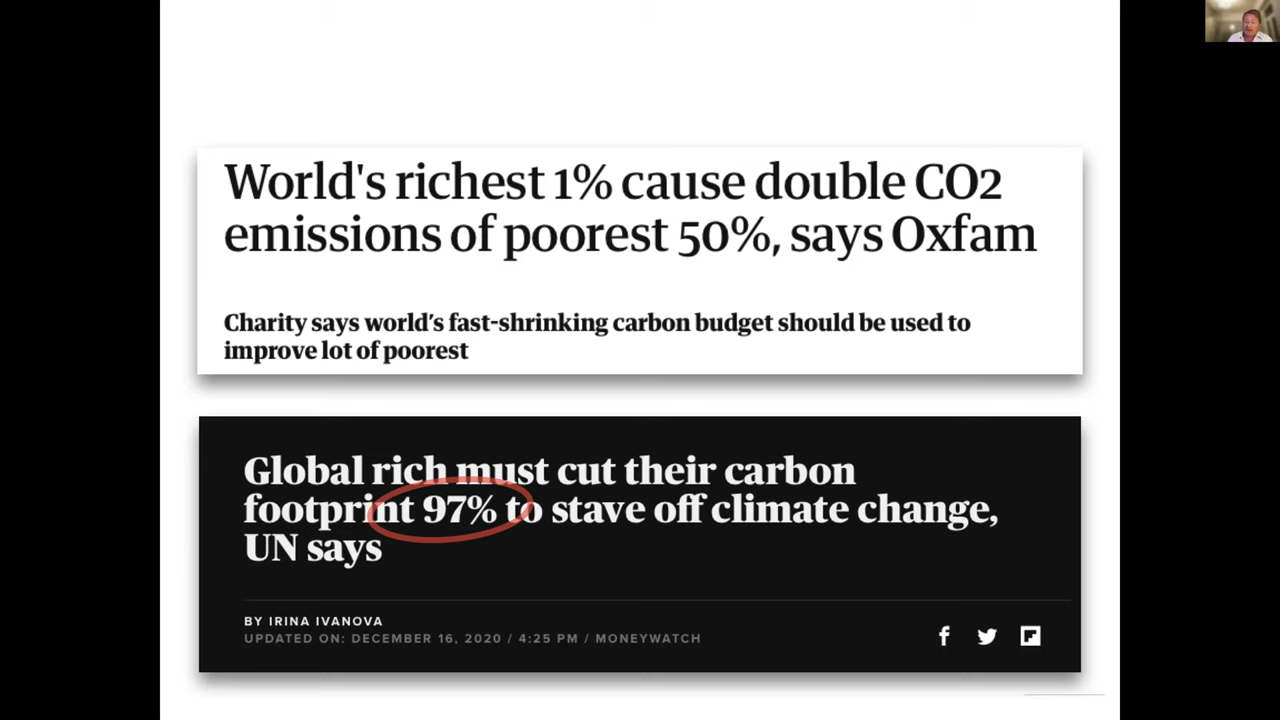 World's richest 1% cause double CO2
emissions of poorest 50%, says Oxfam
Charity says world’s fast-shrinking carbon budget should be used to
improve lot of poorest
Global rich must cut their carbon
footprint 97% to stave off climate change,
UN says
BY IRINA IVANOVA
UPDATED ON: DECEMBER 16, 2020 / 4:25 PM / MONEYWATCH